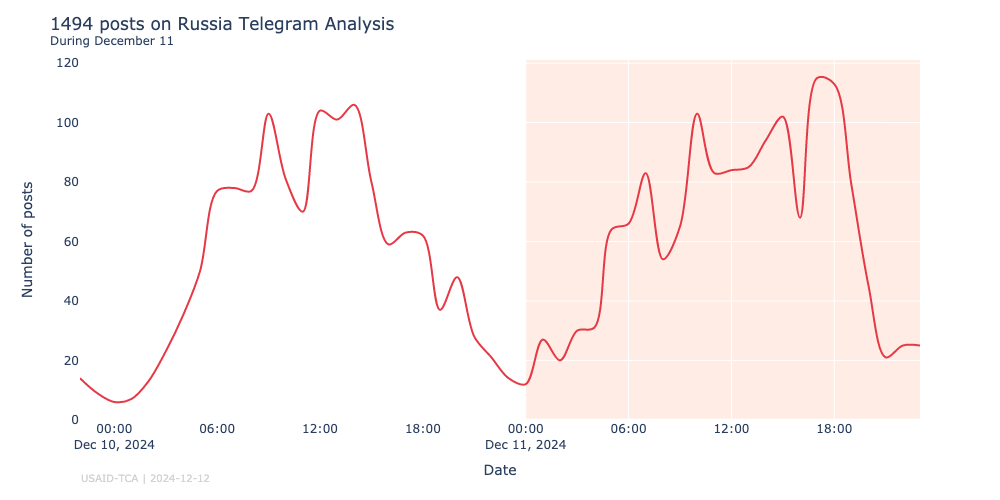 1494 posts on Russia Telegram Analysis
During December 11
120
100
80
60
40
20
0
Number of posts
00:00 06:00 12:00 18:00 00:00 06:00 12:00 18:00
Dec 10, 2024 Dec 11, 2024
Date
USAID-TCA | 2024-12-12